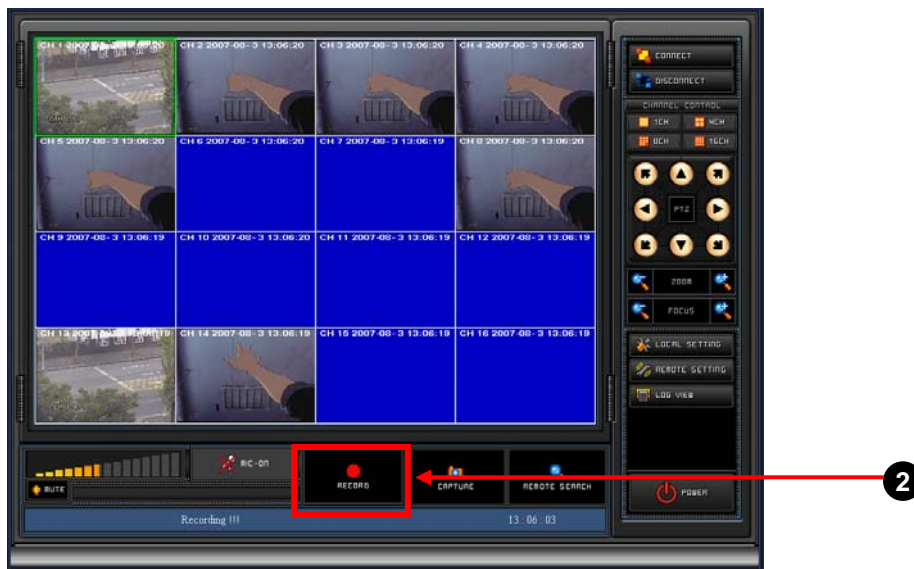 CH 2 2007-08- 3 13:06:20
CH 3 2007-08- 3 13:06:20
CH 4 2007-08- 3 13:06:20
CH 5 2007-08- 3 13:06:20
CH 6 2007-08- 3 13:06:20
CH 7 2007-08- 3 13:06:19
CH 8 2007-08- 3 13:06:20
CH 9 2007-08- 3 13:06:19
CH 10 2007-08- 3 13:06:20
CH 11 2007-08- 3 13:06:19
CH 12 2007-08- 3 13:06:19
CH 14 2007-08- 3 13:06:19
CH 15 2007-08- 3 13:06:19
CH 16 2007-08- 3 13:06:19
CONNECT
DISCONNECT
CHANNEL CONTROL
1CH
4CH
8CH
16CH
PTZ
ZOOM
FOCUS
LOCAL SETTING
REMOTE SETTING
LOG VIEW
POWER
MIC-ON
MUTE
RECORD
CAPTURE
REMOTE SEARCH
Recording !!!
13 : 06 : 03
2